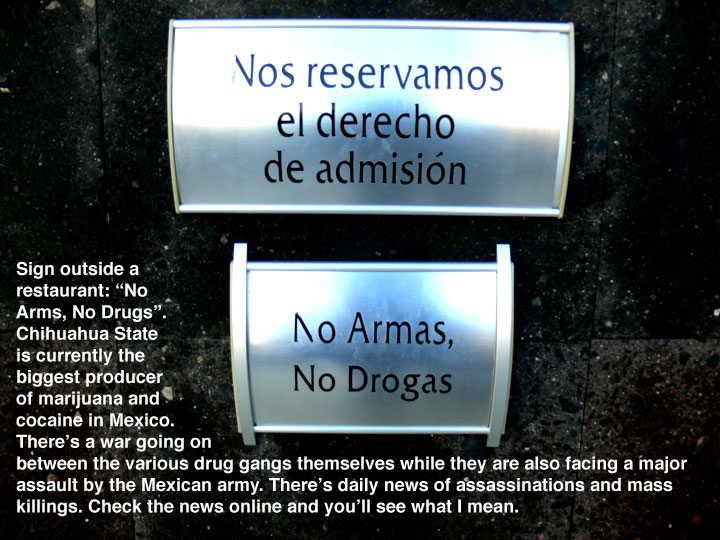 Nos reservamos
el derecho
de admisión
No Armas,
No Drogas
Sign outside a
restaurant: “No
Arms, No Drugs”.
Chihuahua State
is currently the
biggest producer
of marijuana and
cocaine in Mexico.
There’s a war going on
between the various drug gangs themselves while they are also facing a major
assault by the Mexican army. There’s daily news of assassinations and mass
killings. Check the news online and you’ll see what I mean.